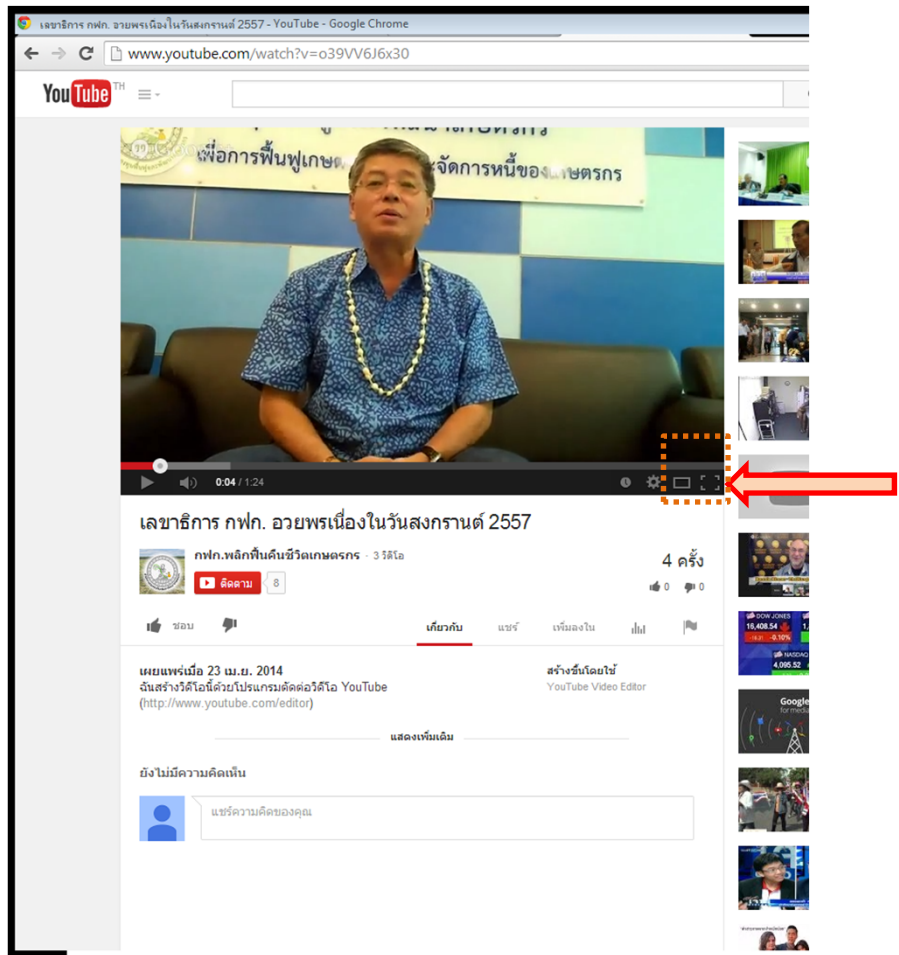 เลขาธิการ กฟก. อวยพรเนื่องในวันสงกรานต์ 2557 - YouTube - Google Chrome
www.youtube.com/watch?v=o39VV6J6x30
YouTube TH
เพื่อการฟื้นฟูเกษ จัดการหนี้ของ เกษตรกร
0:04 / 1:24
เลขาธิการ กฟก. อวยพรเนื่องในวันสงกรานต์ 2557
กฟก.พลิกฟื้นคืนชีวิตเกษตรกร - 3 วิดีโอ
4 ครั้ง
ติดตาม 8
0 0
ชอบ
เกี่ยวกับ แชร์ เพิ่มลงใน
เผยแพร่เมื่อ 23 เม.ย. 2014
สร้างขึ้นโดยใช้
ฉันสร้างวิดีโอนี้ด้วยโปรแกรมตัดต่อวิดีโอ YouTube
YouTube Video Editor
(http://www.youtube.com/editor)
แสดงเพิ่มเติม
ยังไม่มีความคิดเห็น
แชร์ความคิดของคุณ
DOW JONES
16,408.54
-16.31 -0.10%
NASDAQ
4,095.52
Google
for media